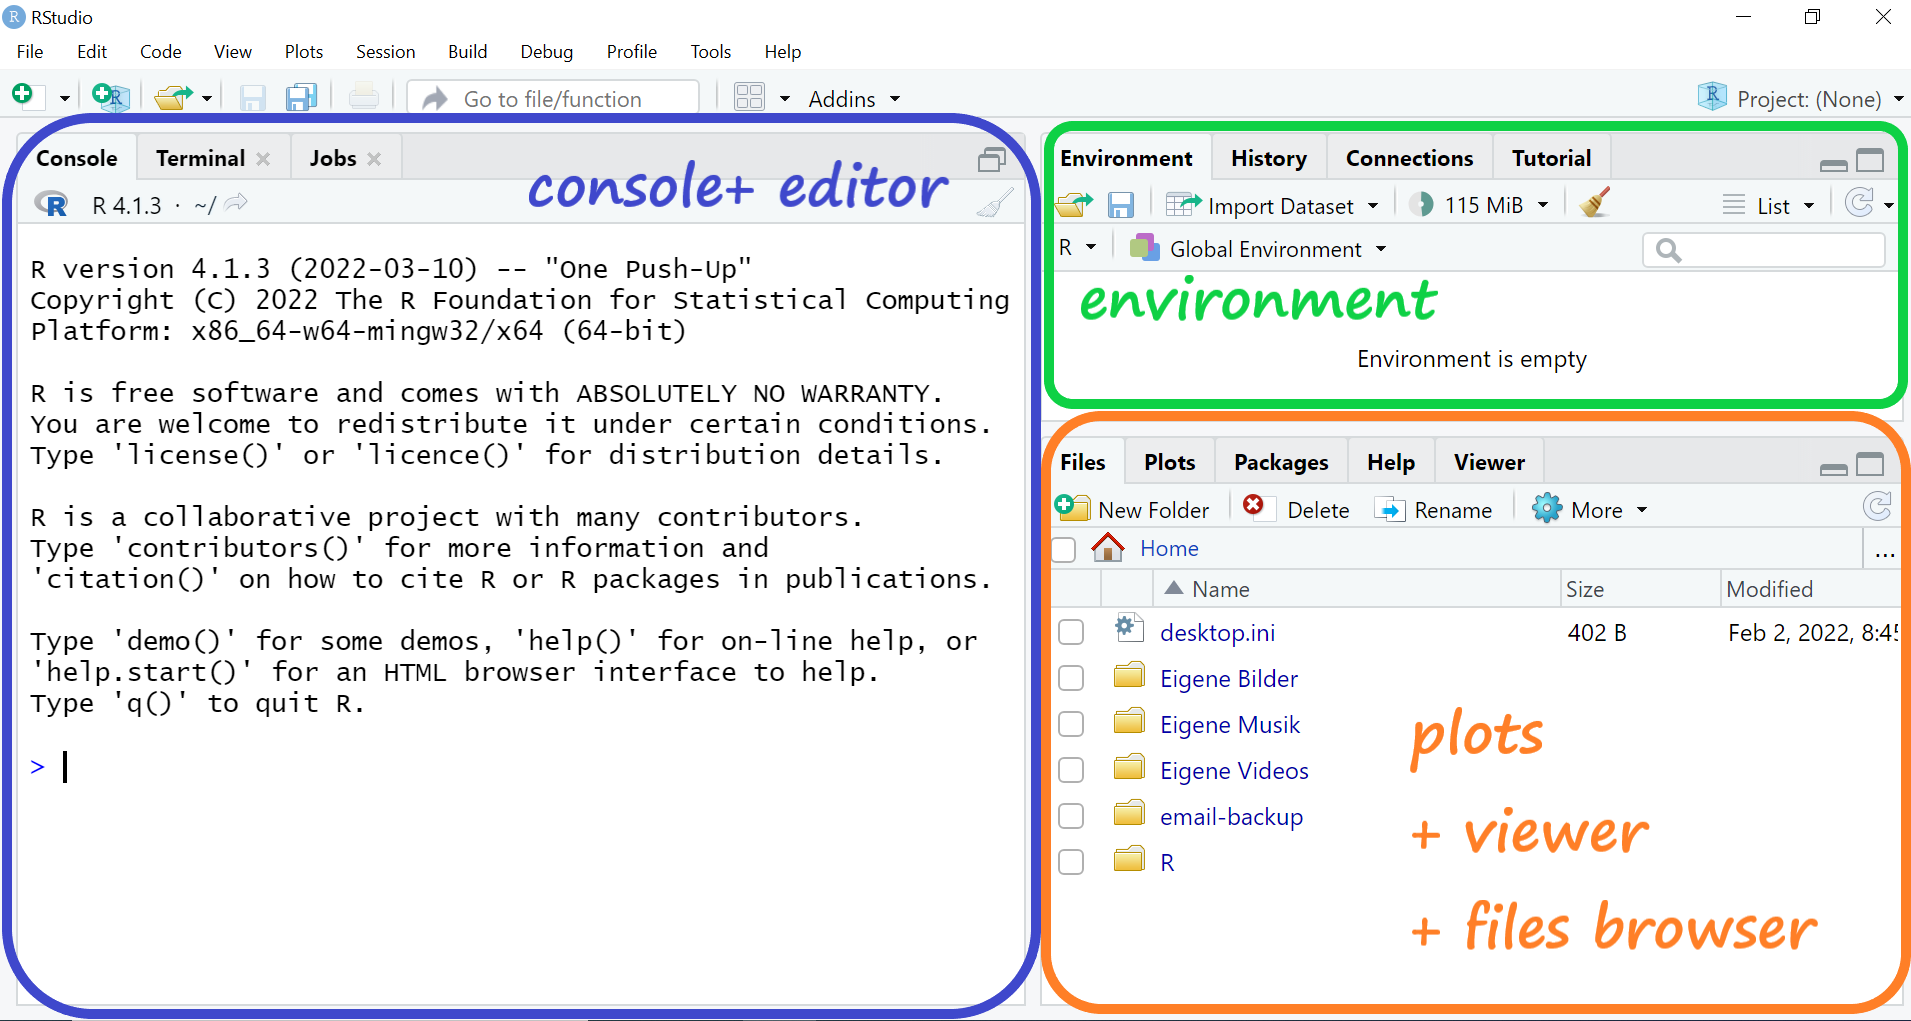 RStudio
File Edit Code View Plots Session Build Debug Profile Tools Help
Go to file/function Addins Project: (None)
Console Terminal Jobs
console+ editor
R 4.1.3 · ~/
R version 4.1.3 (2022-03-10) -- "One Push-Up"
Copyright (C) 2022 The R Foundation for Statistical Computing
Platform: x86_64-w64-mingw32/x64 (64-bit)
R is free software and comes with ABSOLUTELY NO WARRANTY.
You are welcome to redistribute it under certain conditions.
Type 'license()' or 'licence()' for distribution details.
R is a collaborative project with many contributors.
Type 'contributors()' for more information and
'citation()' on how to cite R or R packages in publications.
Type 'demo()' for some demos, 'help()' for on-line help, or
'help.start()' for an HTML browser interface to help.
Type 'q()' to quit R.
>
Environment History Connections Tutorial
Import Dataset 115 MiB List
R Global Environment
environment
Environment is empty
Files Plots Packages Help Viewer
New Folder Delete Rename More
Home ...
Name Size Modified
desktop.ini 402 B Feb 2, 2022, 8:45
Eigene Bilder
Eigene Musik
Eigene Videos
email-backup
R
plots
+ viewer
+ files browser